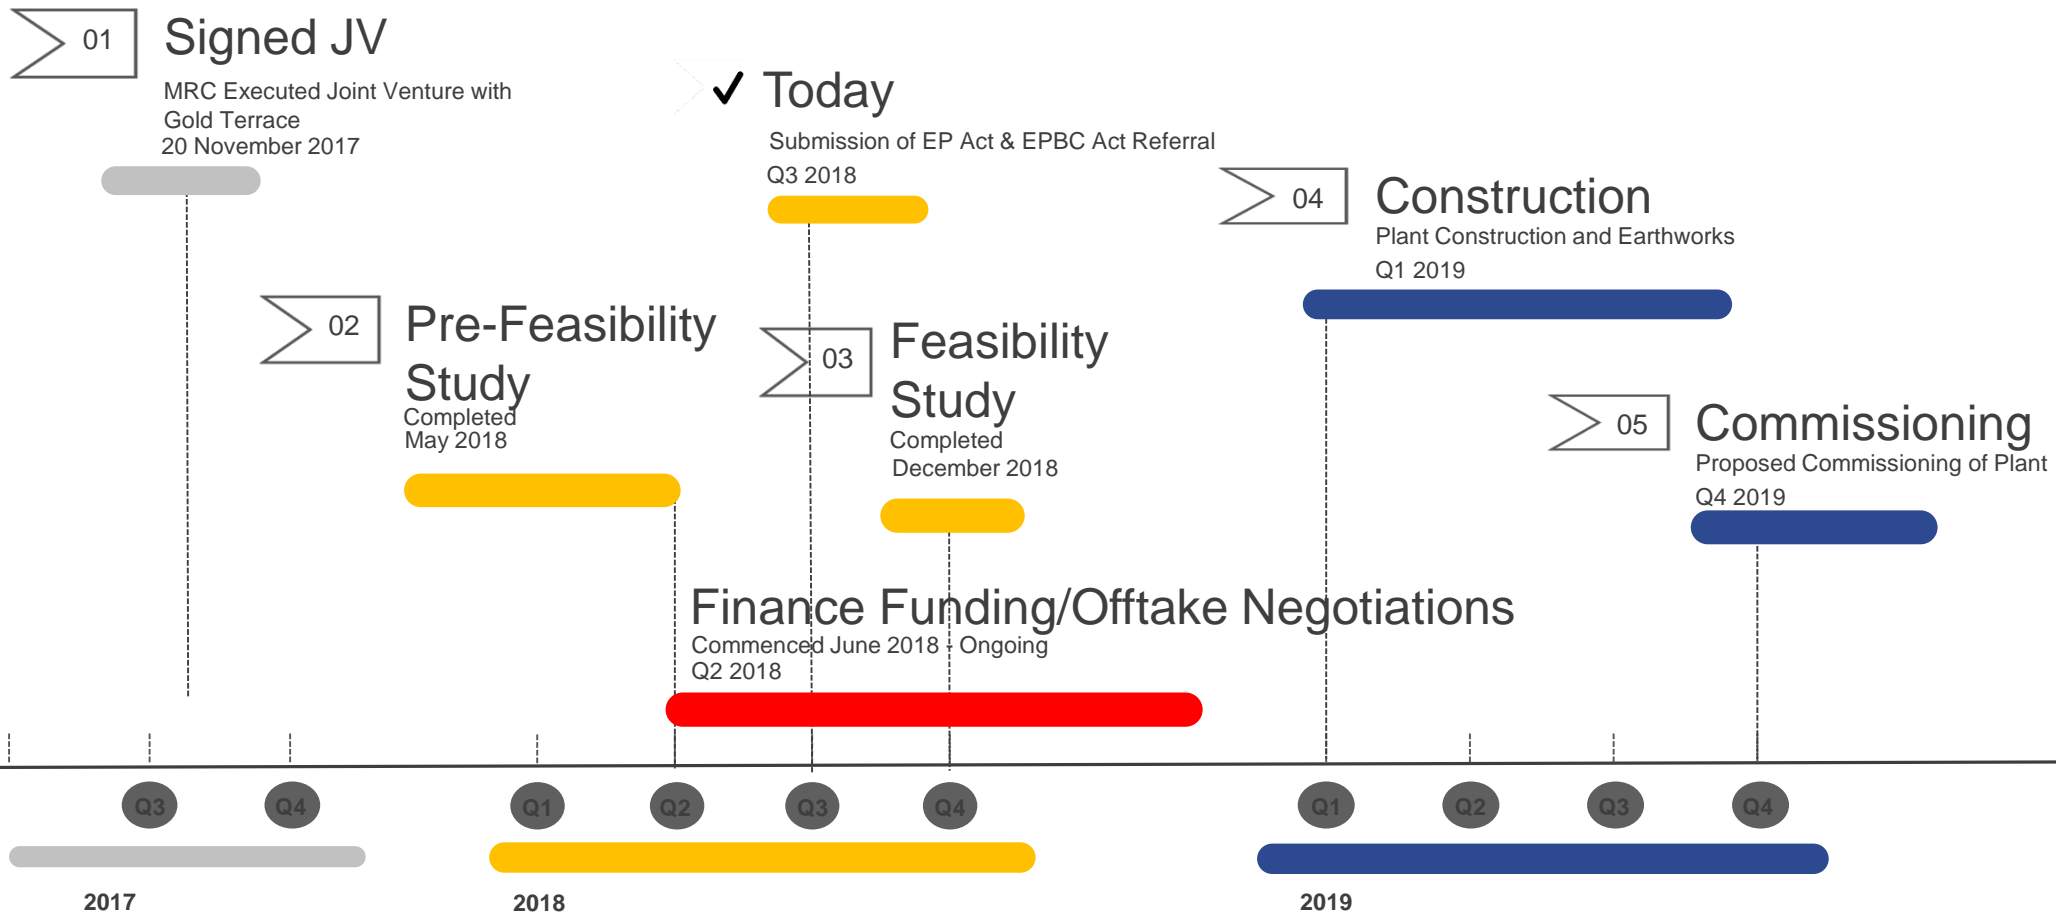 01
Signed JV
MRC Executed Joint Venture with
Gold Terrace
20 November 2017
Today
Submission of EP Act & EPBC Act Referral
Q3 2018
04
Construction
Plant Construction and Earthworks
Q1 2019
02
Pre-Feasibility
Study
Completed
May 2018
03
Feasibility
Study
Completed
December 2018
05
Commissioning
Proposed Commissioning of Plant
Q4 2019
Finance Funding/Offtake Negotiations
Commenced June 2018 - Ongoing
Q2 2018
Q3 Q4 Q1 Q2 Q3 Q4 Q1 Q2 Q3 Q4
2017 2018 2019